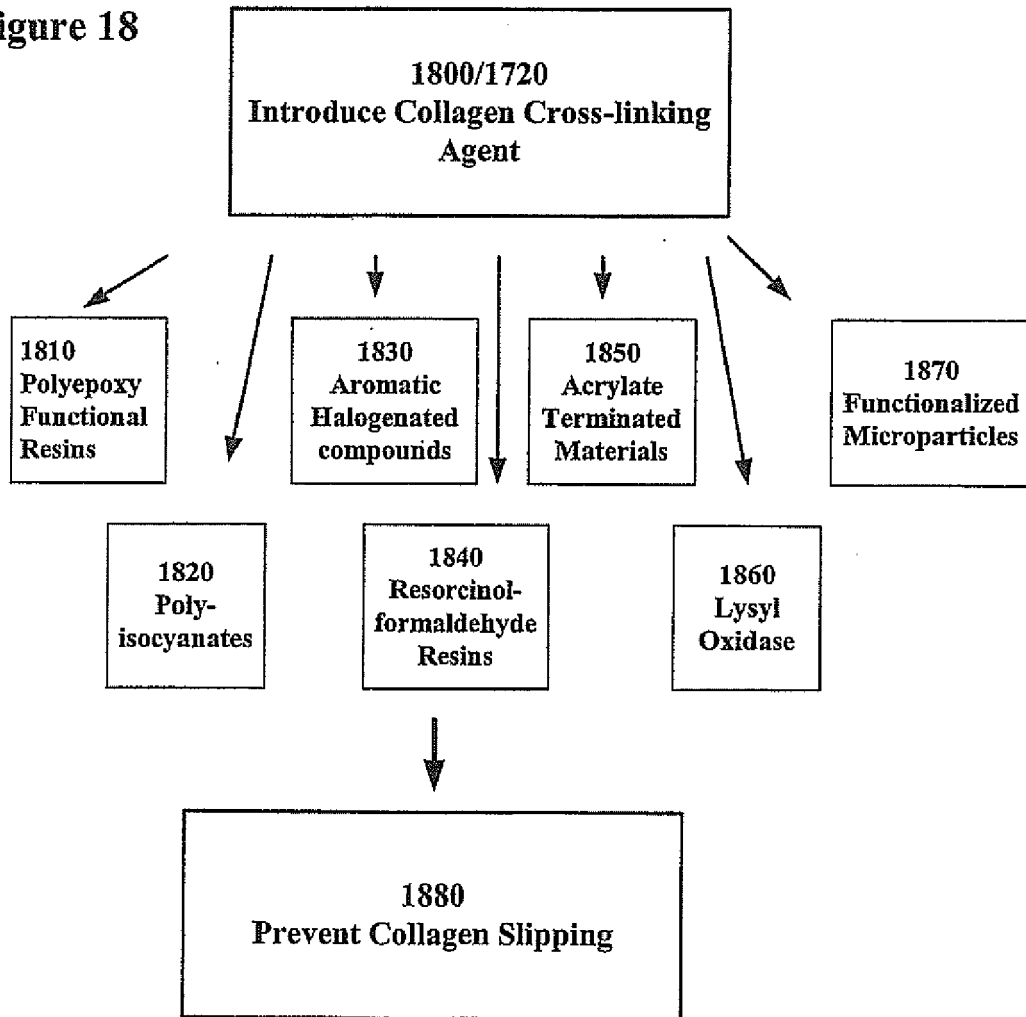 igure 18
1800/1720
Introduce Collagen Cross-linking
Agent
1810
Polyepoxy
Functional
Resins
1830
Aromatic
Halogenated
compounds
1850
Acrylate
Terminated
Materials
1870
Functionalized
Microparticles
1820
Poly-
isocyanates
1840
Resorcinol-
formaldehyde
Resins
1860
Lysyl
Oxidase
1880
Prevent Collagen Slipping